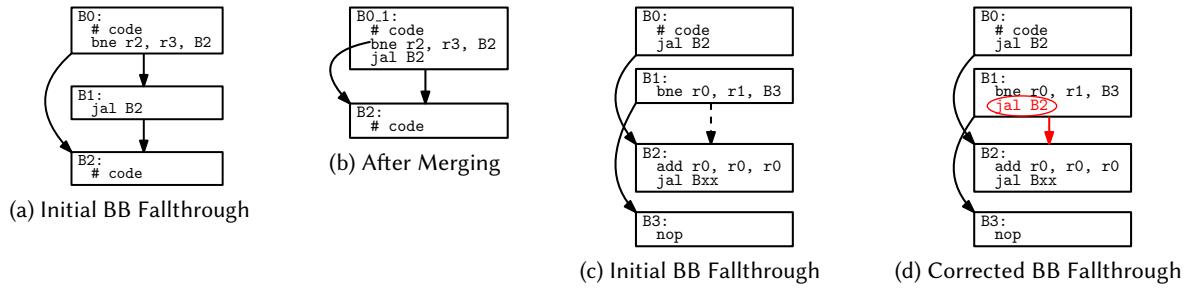 B0:
# code
bne r2, r3, B2
B1:
jal B2
B2:
# code
(a) Initial BB Fallthrough
B0_1:
# code
bne r2, r3, B2
jal B2
B2:
# code
(b) After Merging
B0:
# code
jal B2
B1:
bne r0, r1, B3
B2:
add r0, r0, r0
jal Bxx
B3:
nop
(c) Initial BB Fallthrough
B0:
# code
jal B2
B1:
bne r0, r1, B3
jal B2
B2:
add r0, r0, r0
jal Bxx
B3:
nop
(d) Corrected BB Fallthrough